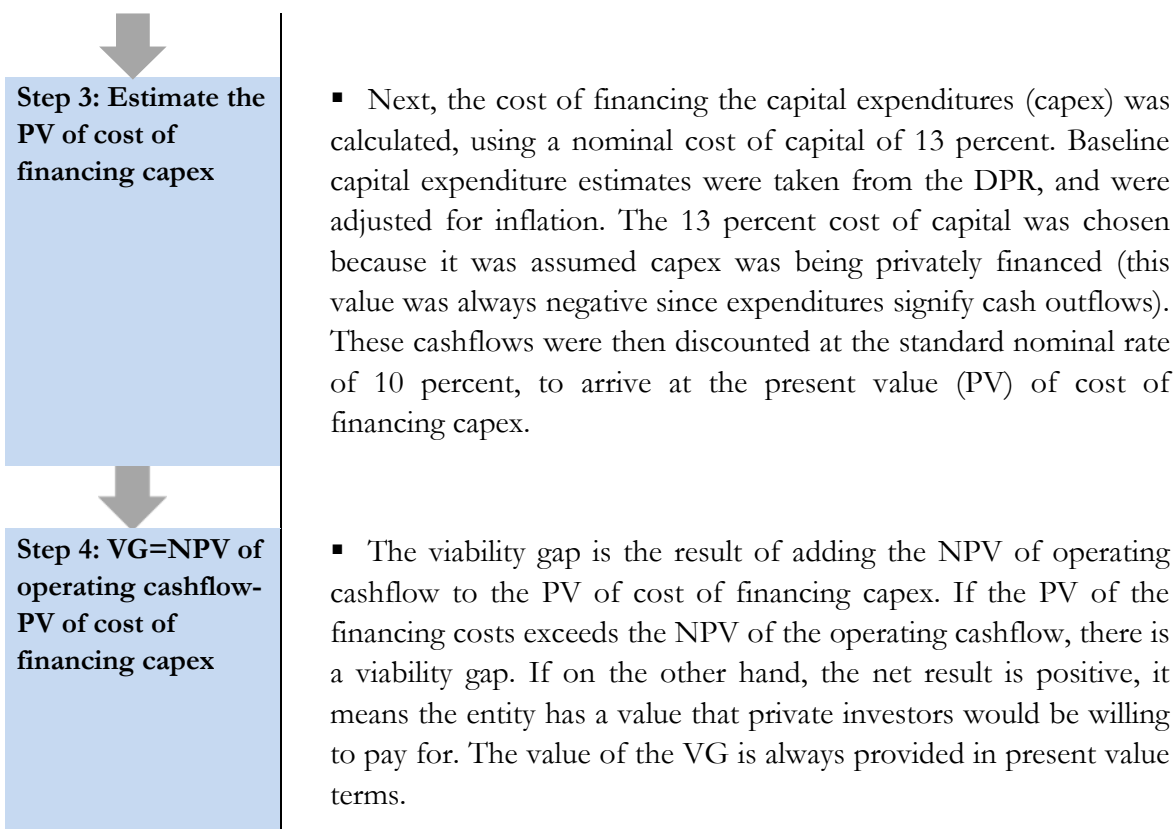 Step 3: Estimate the
PV of cost of
financing capex
▪ Next, the cost of financing the capital expenditures (capex) was
calculated, using a nominal cost of capital of 13 percent. Baseline
capital expenditure estimates were taken from the DPR, and were
adjusted for inflation. The 13 percent cost of capital was chosen
because it was assumed capex was being privately financed (this
value was always negative since expenditures signify cash outflows).
These cashflows were then discounted at the standard nominal rate
of 10 percent, to arrive at the present value (PV) of cost of
financing capex.
Step 4: VG=NPV of
operating cashflow-
PV of cost of
financing capex
▪ The viability gap is the result of adding the NPV of operating
cashflow to the PV of cost of financing capex. If the PV of the
financing costs exceeds the NPV of the operating cashflow, there is
a viability gap. If on the other hand, the net result is positive, it
means the entity has a value that private investors would be willing
to pay for. The value of the VG is always provided in present value
terms.